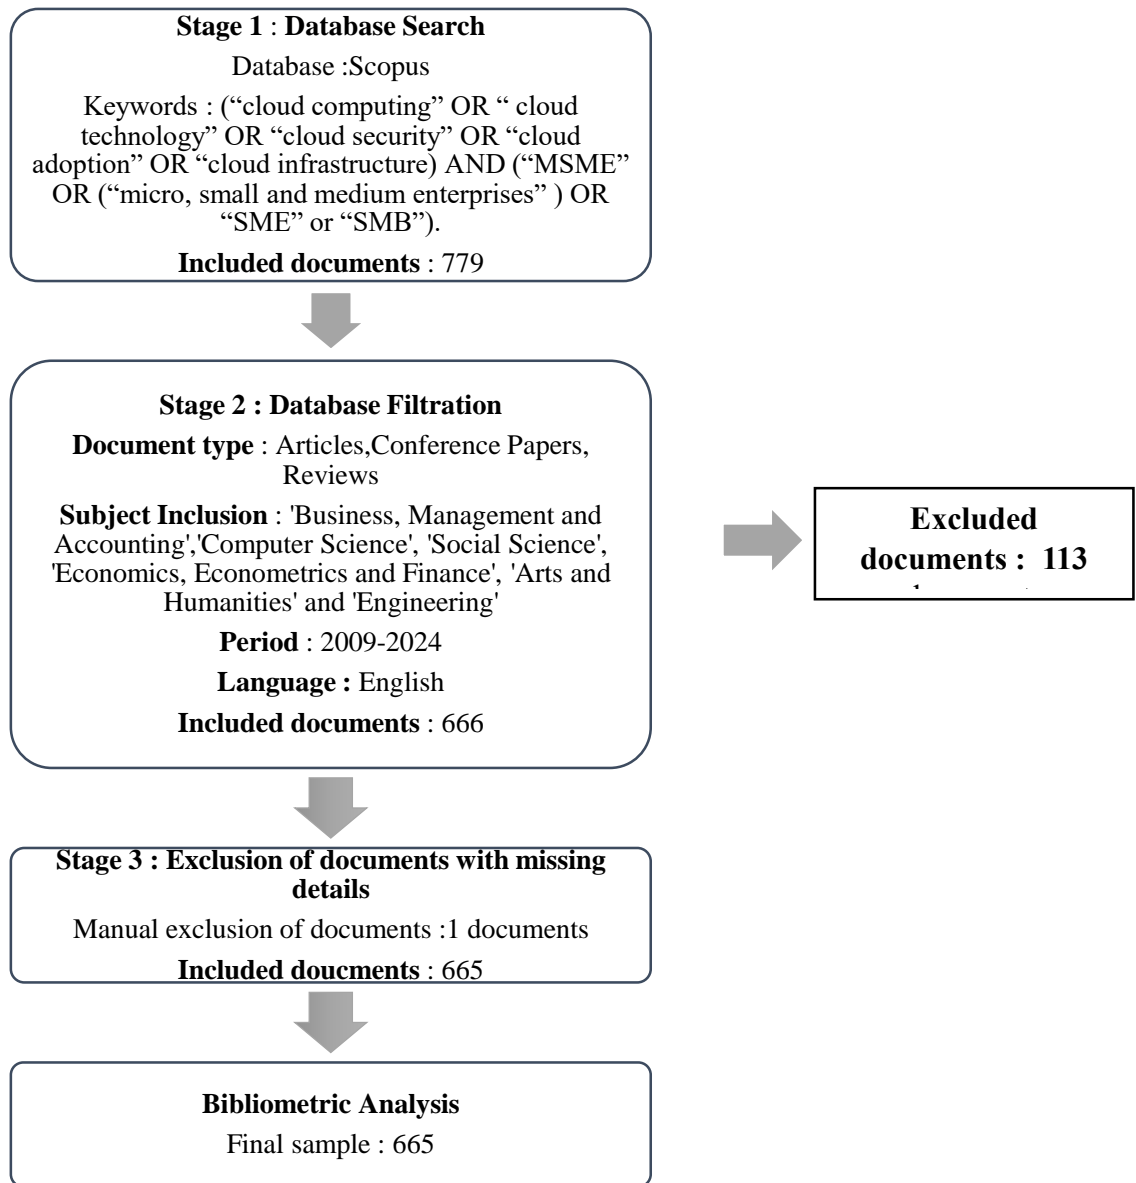 Stage 1 : Database Search
Database :Scopus
Keywords : (“cloud computing” OR “ cloud
technology” OR “cloud security” OR “cloud
adoption” OR “cloud infrastructure) AND (“MSME”
OR (“micro, small and medium enterprises” ) OR
“SME” or “SMB”).
Included documents : 779
Stage 2 : Database Filtration
Document type : Articles,Conference Papers,
Reviews
Subject Inclusion : 'Business, Management and
Accounting','Computer Science', 'Social Science',
'Economics, Econometrics and Finance', 'Arts and
Humanities' and 'Engineering'
Period : 2009-2024
Language : English
Included documents : 666
Excluded
documents : 113
Stage 3 : Exclusion of documents with missing
details
Manual exclusion of documents :1 documents
Included doucments : 665
Bibliometric Analysis
Final sample : 665